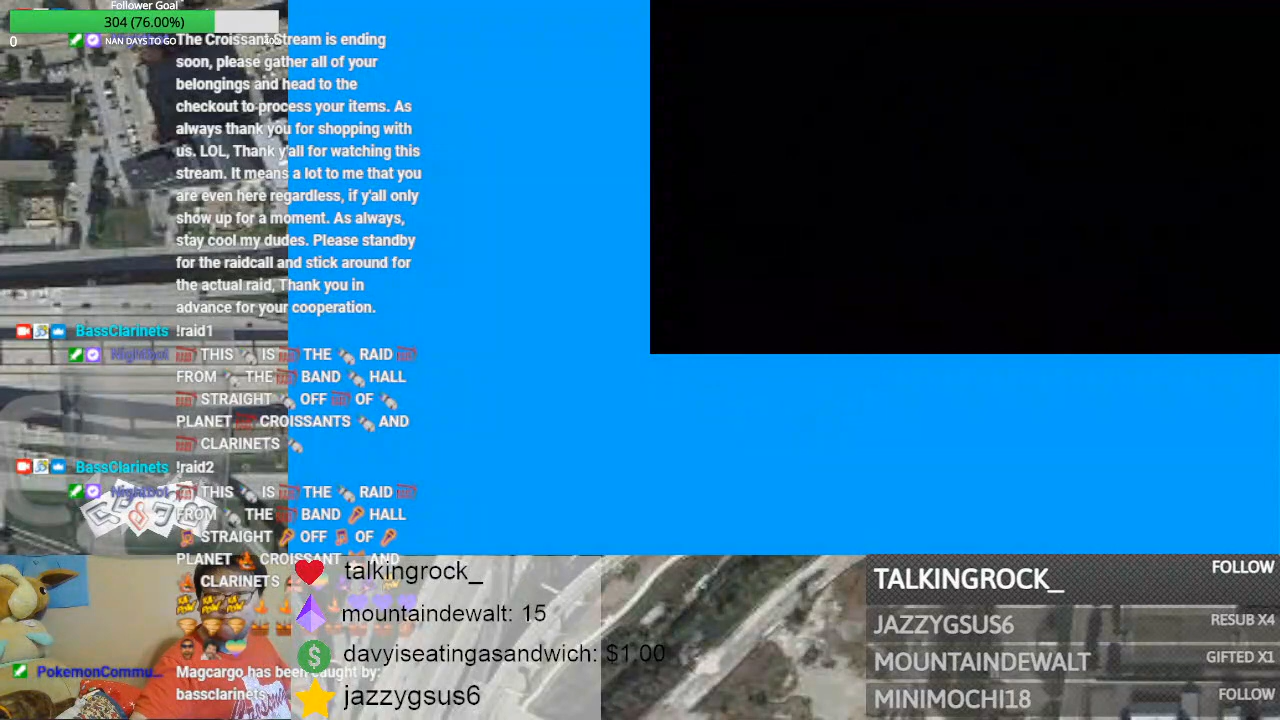 Follower Goal
304 (76.00%)
0
NAN DAYS TO GO
The Croissant Stream is ending
soon, please gather all of your
belongings and head to the
checkout to process your items. As
always thank you for shopping with
us. LOL, Thank y'all for watching this
stream. It means a lot to me that you
are even here regardless, if y'all only
show up for a moment. As always,
stay cool my dudes. Please standby
for the raidcall and stick around for
the actual raid, Thank you in
advance for your cooperation.
BassClarinets !raid1
Nightbot THIS IS THE RAID
FROM THE BAND HALL
STRAIGHT OFF OF
PLANET CROISSANTS AND
CLARINETS
BassClarinets !raid2
Nightbot THIS IS THE RAID
FROM THE BAND HALL
STRAIGHT OFF OF
PLANET CROISSANT AND
CLARINETS
PokemonCommu... Magcargo has been caught by:
bassclarinets
talkingrock_
mountaindewalt: 15
davyiseatingasandwich: $1.00
jazzygsus6
TALKINGROCK_ FOLLOW
JAZZYGSUS6 RESUB X4
MOUNTAINDEWALT GIFTED X1
MINIMOCHI18 FOLLOW